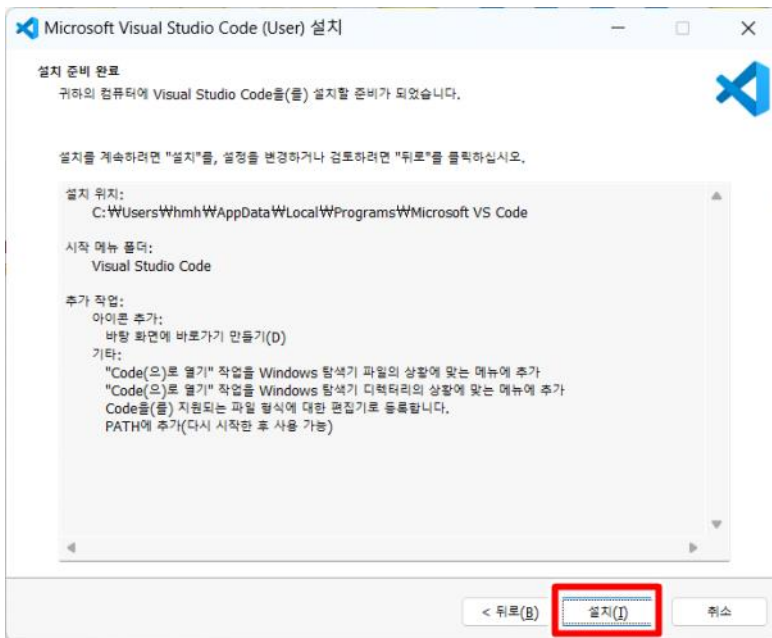 Microsoft Visual Studio Code (User) 설치
설치 준비 완료
귀하의 컴퓨터에 Visual Studio Code을(를) 설치할 준비가 되었습니다.
설치를 계속하려면 "설치"를, 설정을 변경하거나 검토하려면 "뒤로"를 클릭하십시오.
설치 위치:
C:₩Users₩hmh₩AppData₩Local₩Programs₩Microsoft VS Code
시작 메뉴 폴더:
Visual Studio Code
추가 작업:
아이콘 추가:
바탕 화면에 바로가기 만들기(D)
기타:
"Code(으)로 열기" 작업을 Windows 탐색기 파일의 상황에 맞는 메뉴에 추가
"Code(으)로 열기" 작업을 Windows 탐색기 디렉터리의 상황에 맞는 메뉴에 추가
Code을(를) 지원되는 파일 형식에 대한 편집기로 등록합니다.
PATH에 추가(다시 시작한 후 사용 가능)
< 뒤로(B) 설치(I) 취소